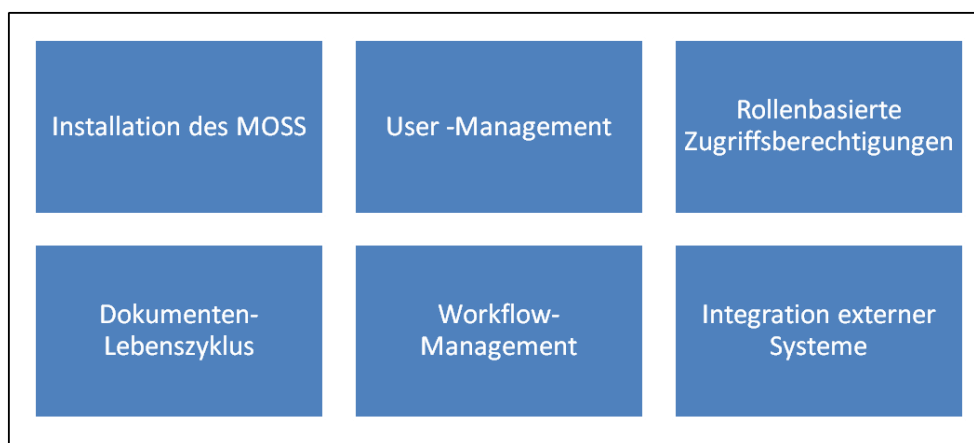 Installation des MOSS
User -Management
Rollenbasierte
Zugriffsberechtigungen
Dokumenten-
Lebenszyklus
Workflow-
Management
Integration externer
Systeme